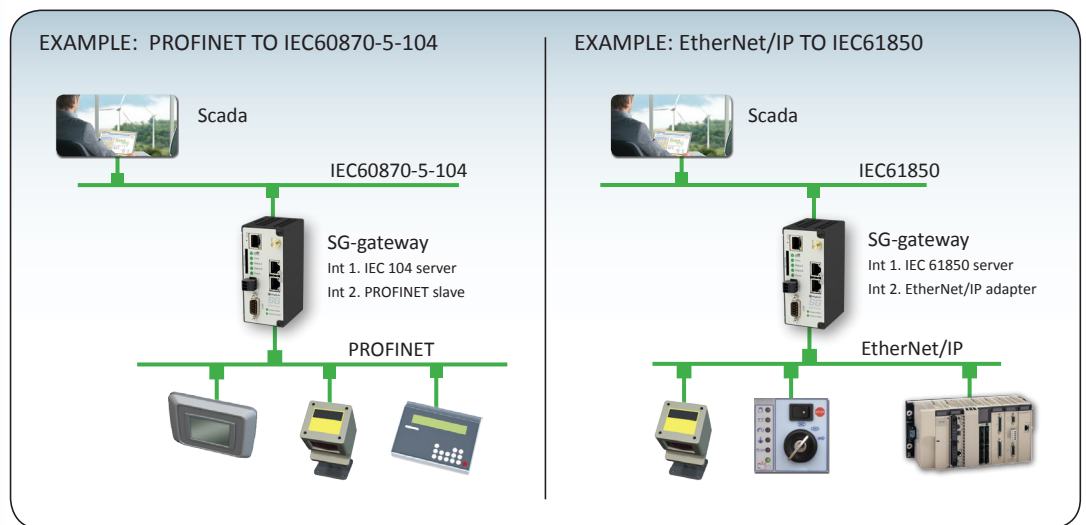 EXAMPLE: PROFINET TO IEC60870-5-104
Scada
IEC60870-5-104
SG-gateway
Int 1. IEC 104 server
Int 2. PROFINET slave
PROFINET
EXAMPLE: EtherNet/IP TO IEC61850
Scada
IEC61850
SG-gateway
Int 1. IEC 61850 server
Int 2. EtherNet/IP adapter
EtherNet/IP